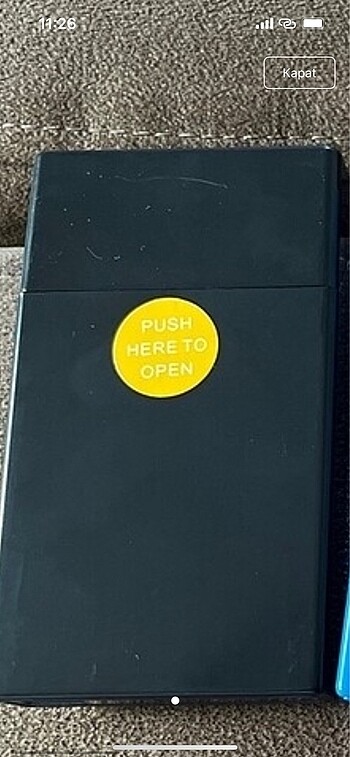 11:26
Kapat
PUSH
HERE TO
OPEN